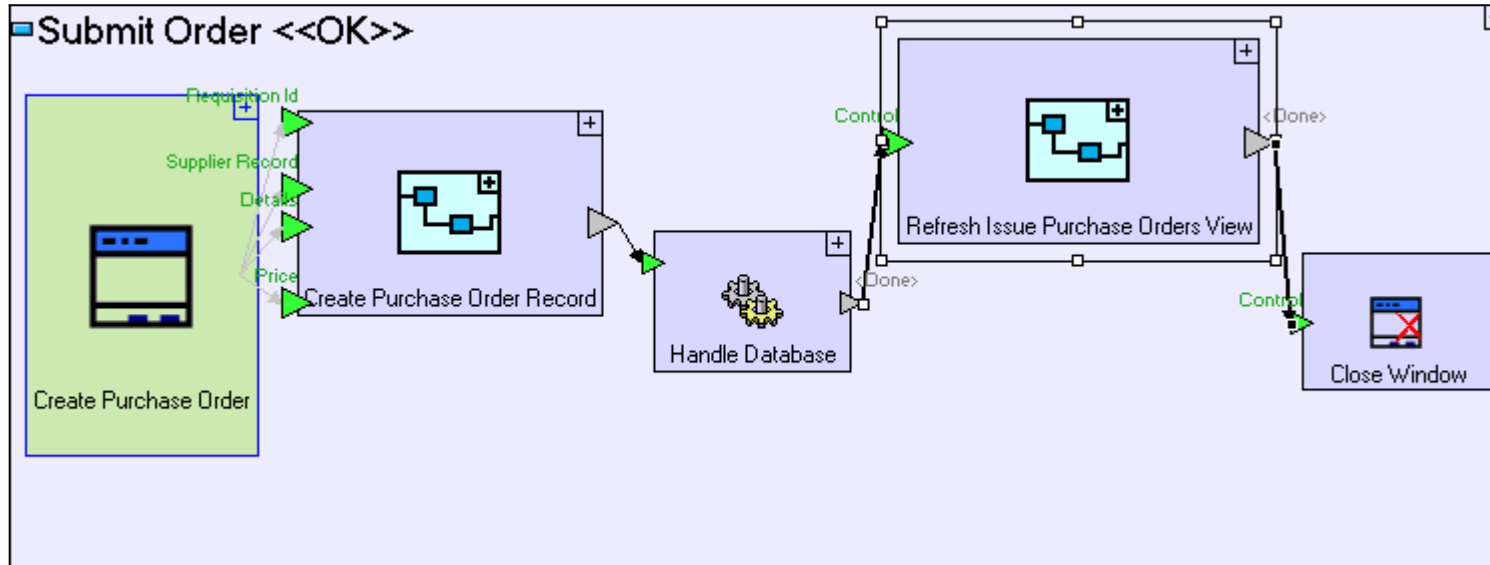 Submit Order <<OK>>
Requisition Id
Supplier Record
Details
Price
Create Purchase Order
Create Purchase Order Record
Handle Database
<Done>
Control
Refresh Issue Purchase Orders View
<Done>
Control
Close Window